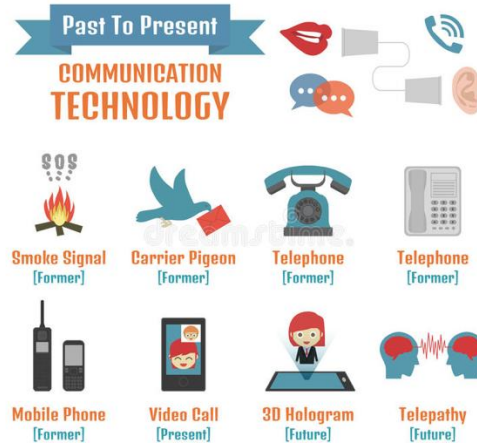 Past To Present
COMMUNICATION
TECHNOLOGY
SOS
Smoke Signal
[Former]
Carrier Pigeon
[Former]
Telephone
[Former]
Telephone
[Former]
dreamstime.
Mobile Phone
[Former]
Video Call
[Present]
3D Hologram
[Future]
Telepathy
[Future]